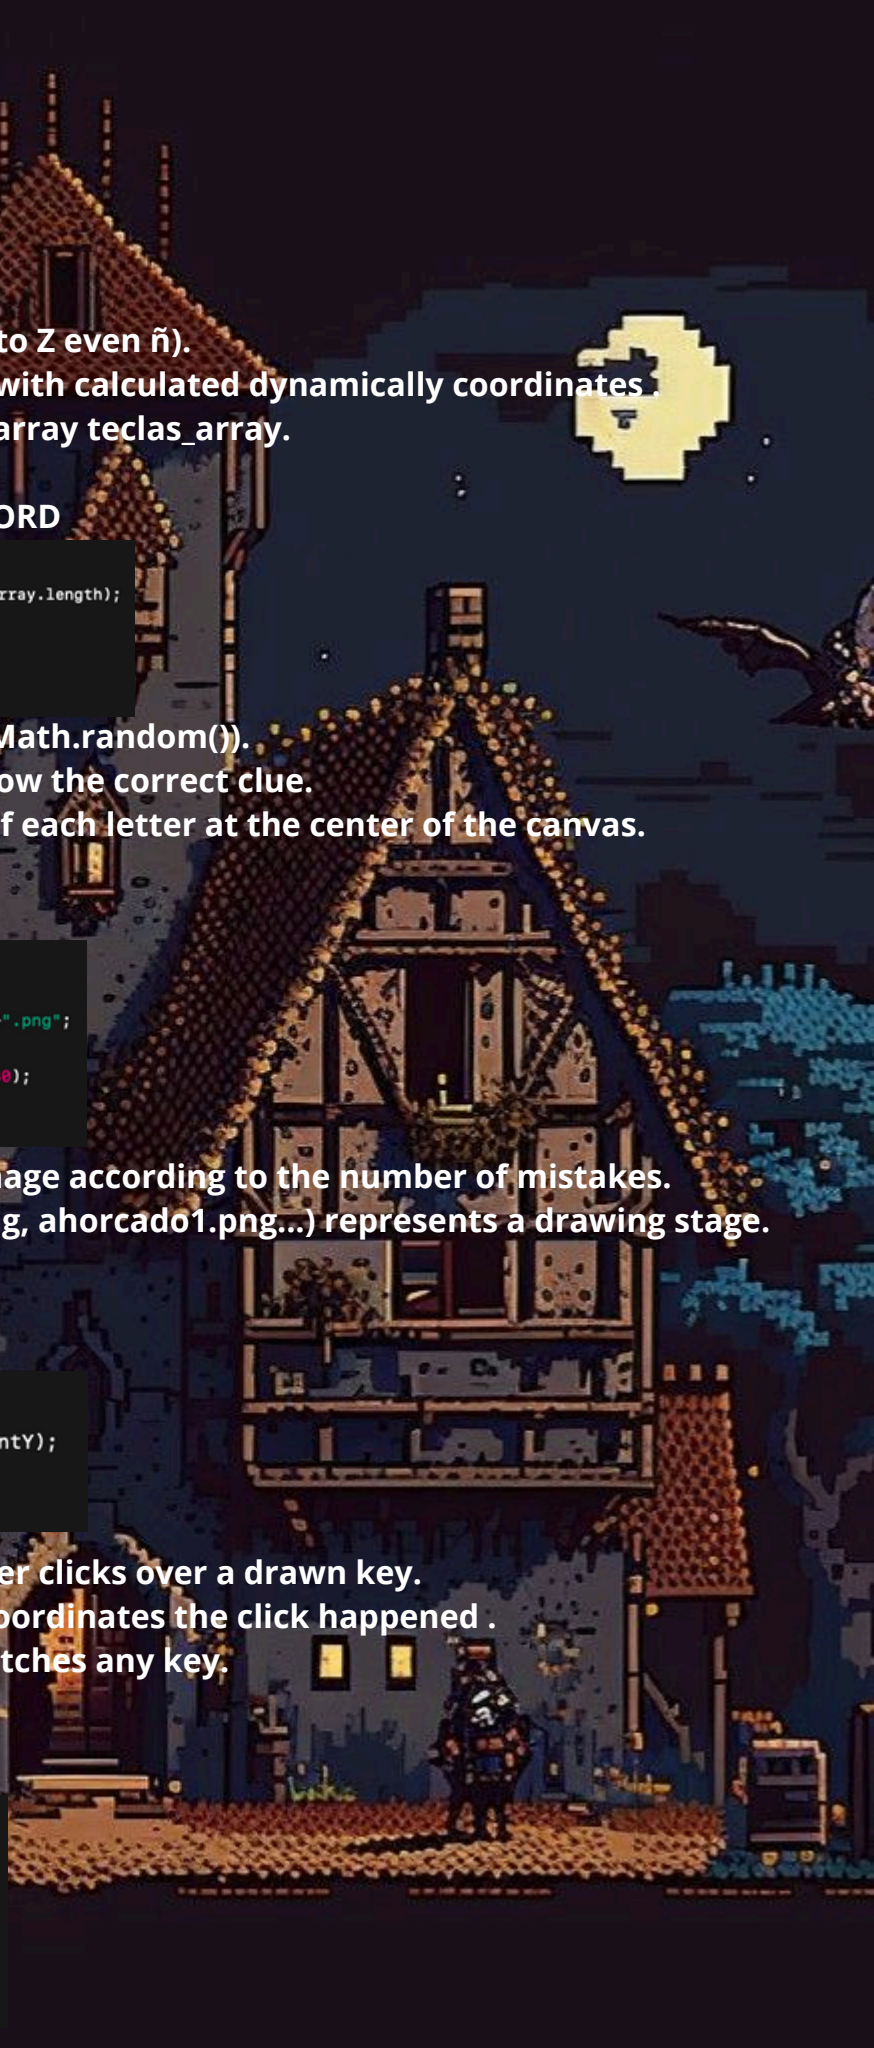 to Z even ñ).
with calculated dynamically coordinates .
array teclas_array.
ORD
rray.length);
Math.random()).
ow the correct clue.
f each letter at the center of the canvas.
".png";
0);
age according to the number of mistakes.
g, ahorcado1.png...) represents a drawing stage.
ntY);
er clicks over a drawn key.
oordinates the click happened .
tches any key.